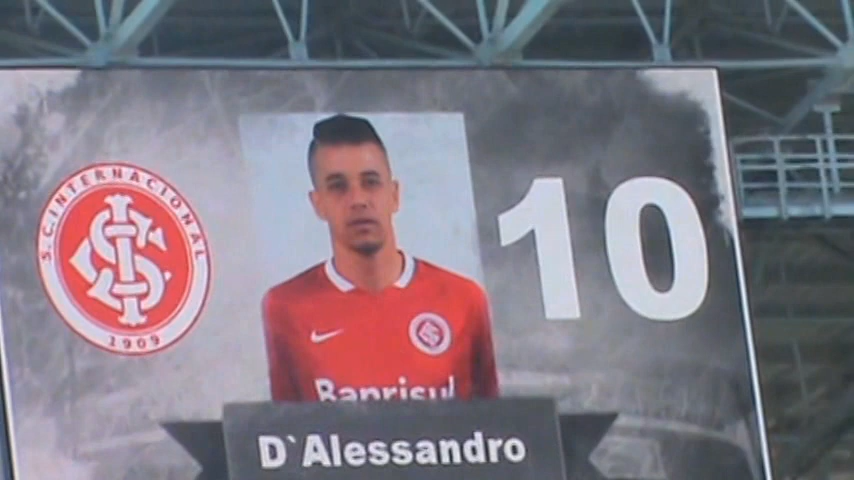 S.C. INTERNACIONAL
1909
10
Banrisul
D`Alessandro